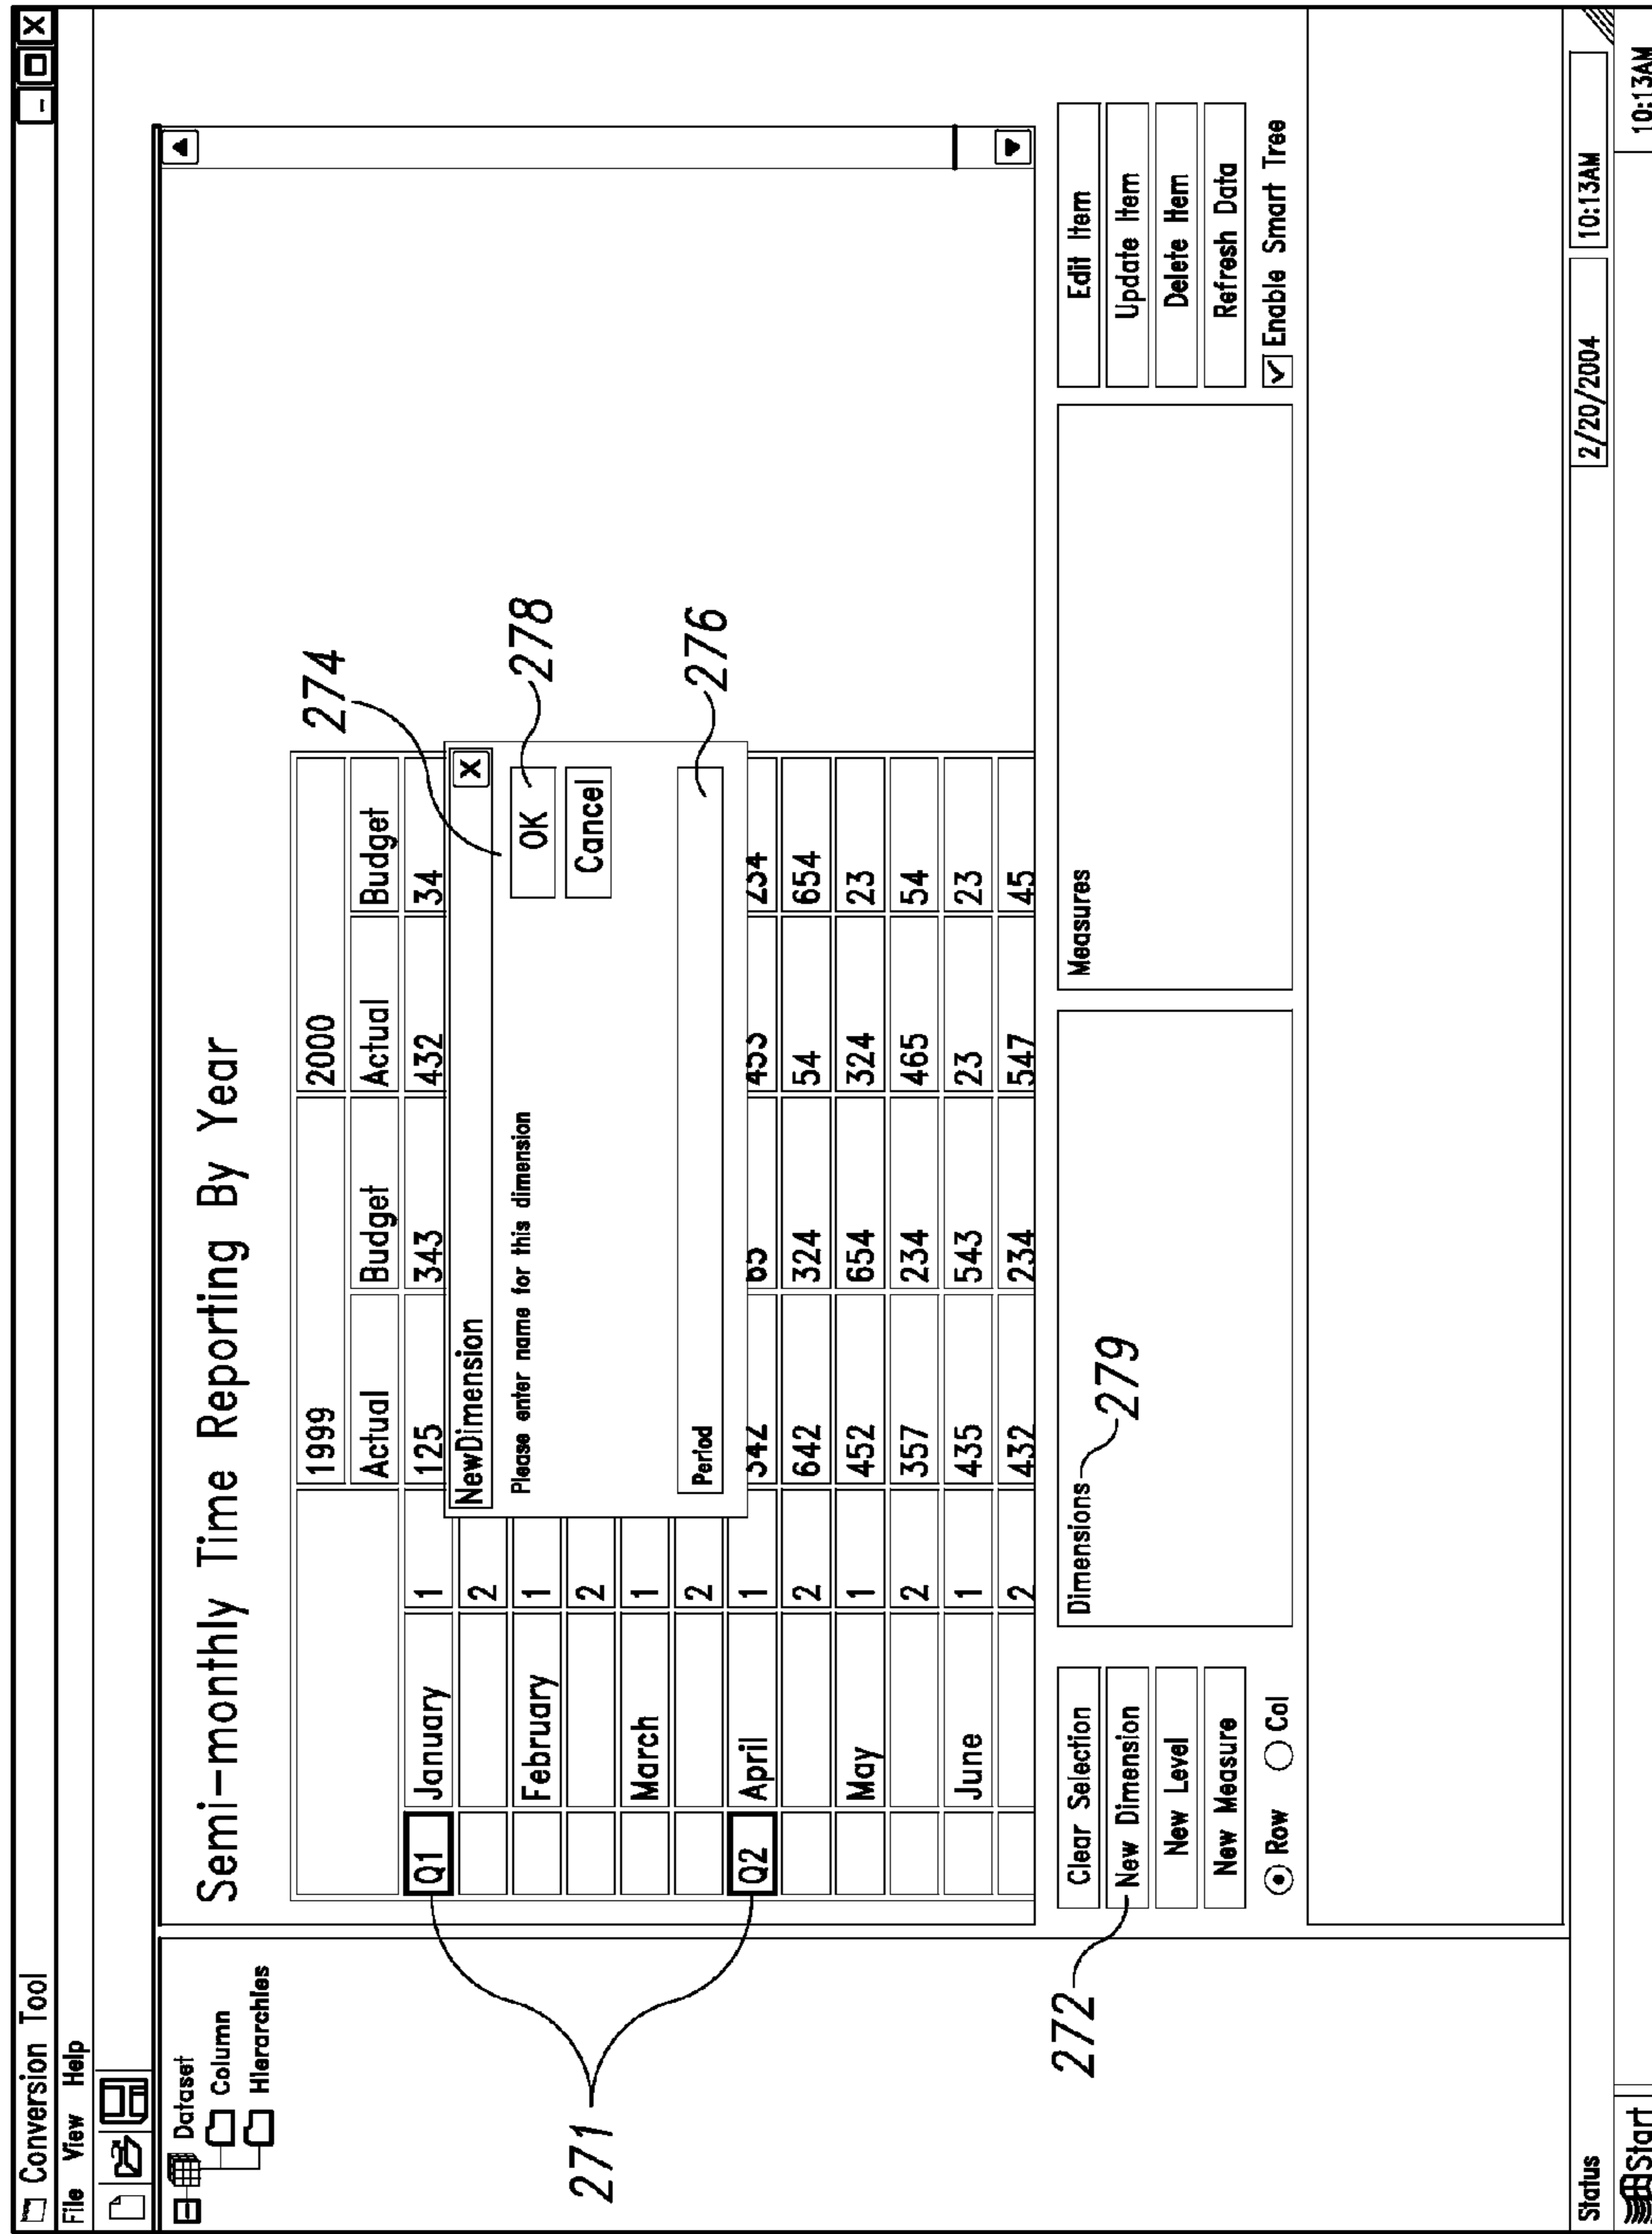 Conversion Tool
File View Help
Dataset
Column
Hierarchies
Semi-monthly Time Reporting By Year
1999 2000
Actual Budget Actual Budget
Q1 January 1 125 343 432 34
2
February 1
2
March 1
2
Q2 April 1 342 65 453 234
2 642 324 54 654
May 1 452 654 324 23
2 357 234 465 54
June 1 435 543 23 23
2 432 234 547 45
NewDimension X
Please enter name for this dimension
OK
Cancel
Period
274
278
276
271
272
279
Clear Selection
New Dimension
New Level
New Measure
Row Col
Dimensions
Measures
Edit Item
Update Item
Delete Item
Refresh Data
Enable Smart Tree
Status 2/20/2004 10:13AM
Start 10:13AM